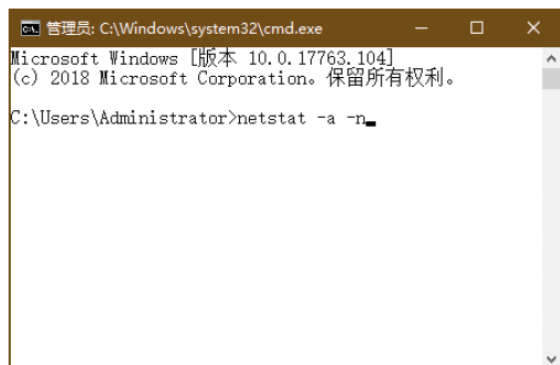 管理员: C:\Windows\system32\cmd.exe
Microsoft Windows [版本 10.0.17763.104]
(c) 2018 Microsoft Corporation。保留所有权利。
C:\Users\Administrator>netstat -a -n